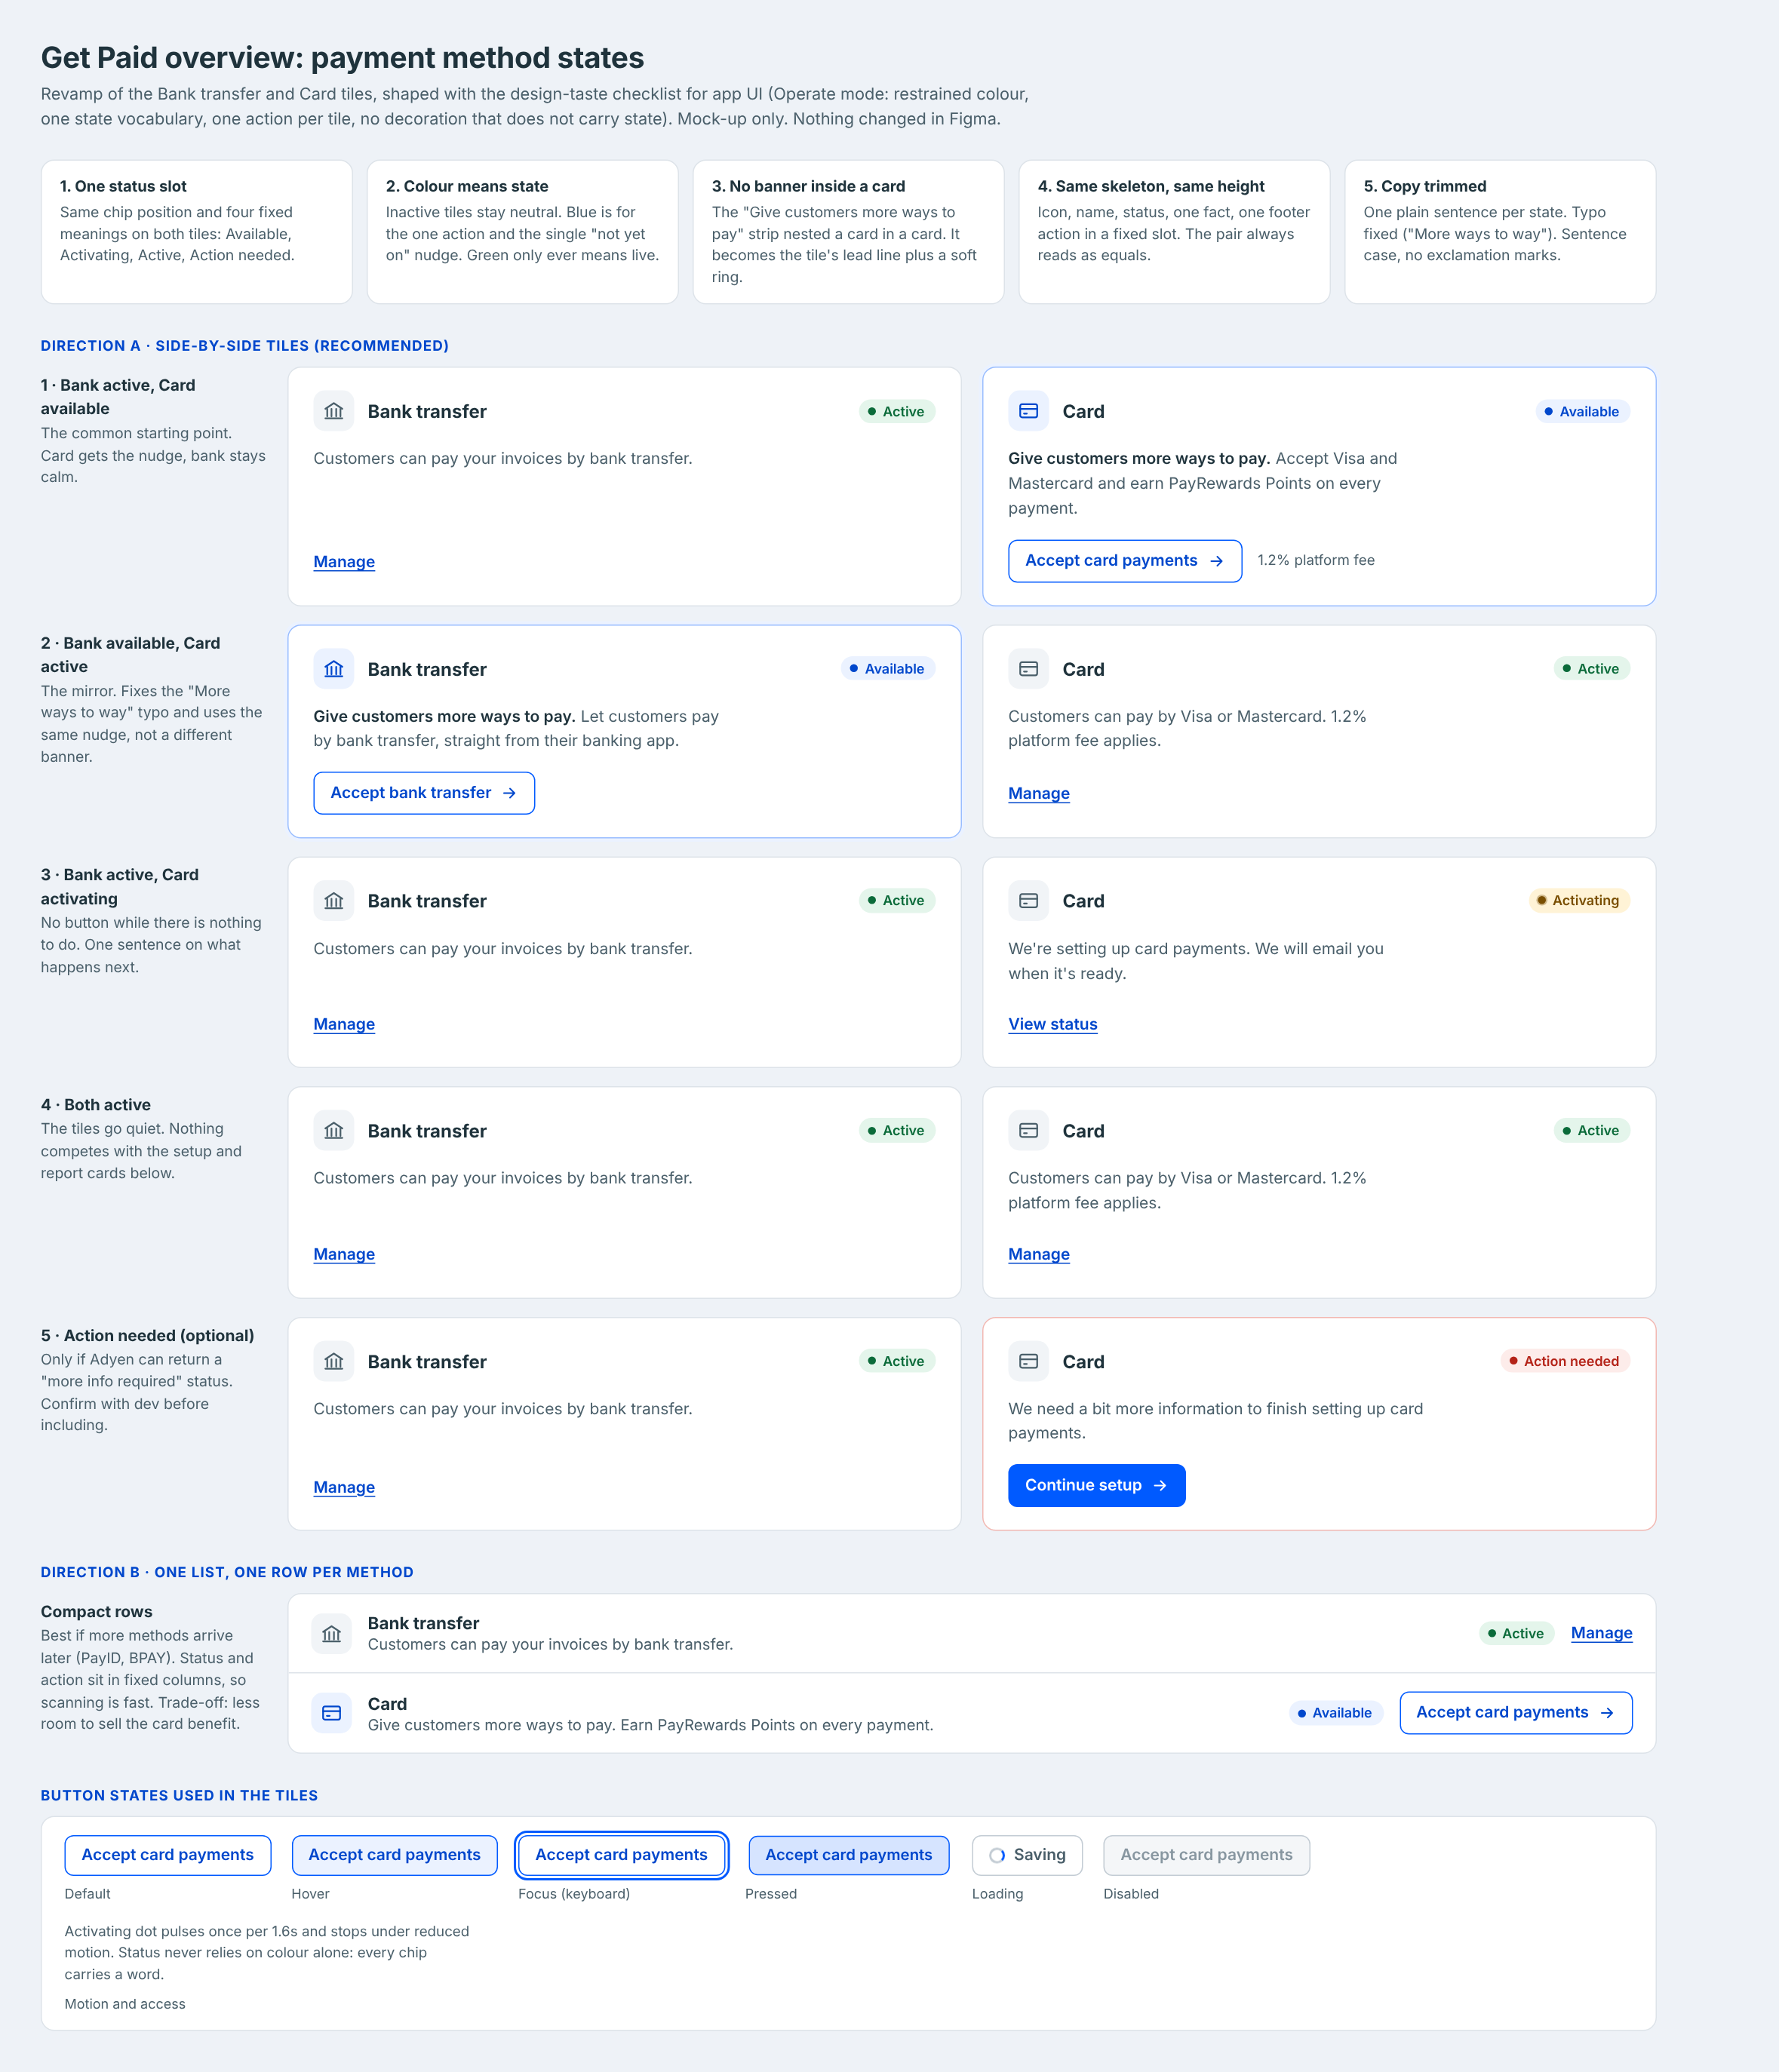 Get Paid overview: payment method states
Revamp of the Bank transfer and Card tiles, shaped with the design-taste checklist for app UI (Operate mode: restrained colour,
one state vocabulary, one action per tile, no decoration that does not carry state). Mock-up only. Nothing changed in Figma.
1. One status slot
Same chip position and four fixed
meanings on both tiles: Available,
Activating, Active, Action needed.
2. Colour means state
Inactive tiles stay neutral. Blue is for
the one action and the single "not yet
on" nudge. Green only ever means live.
3. No banner inside a card
The "Give customers more ways to
pay" strip nested a card in a card. It
becomes the tile's lead line plus a soft
ring.
4. Same skeleton, same height
Icon, name, status, one fact, one footer
action in a fixed slot. The pair always
reads as equals.
5. Copy trimmed
One plain sentence per state. Typo
fixed ("More ways to way"). Sentence
case, no exclamation marks.
DIRECTION A · SIDE-BY-SIDE TILES (RECOMMENDED)
1 · Bank active, Card
available
The common starting point.
Card gets the nudge, bank stays
calm.
Bank transfer
Active
Customers can pay your invoices by bank transfer.
Manage
Card
Available
Give customers more ways to pay. Accept Visa and
Mastercard and earn PayRewards Points on every
payment.
Accept card payments →
1.2% platform fee
2 · Bank available, Card
active
The mirror. Fixes the "More
ways to way" typo and uses the
same nudge, not a different
banner.
Bank transfer
Available
Give customers more ways to pay. Let customers pay
by bank transfer, straight from their banking app.
Accept bank transfer →
Card
Active
Customers can pay by Visa or Mastercard. 1.2%
platform fee applies.
Manage
3 · Bank active, Card
activating
No button while there is nothing
to do. One sentence on what
happens next.
Bank transfer
Active
Customers can pay your invoices by bank transfer.
Manage
Card
Activating
We're setting up card payments. We will email you
when it's ready.
View status
4 · Both active
The tiles go quiet. Nothing
competes with the setup and
report cards below.
Bank transfer
Active
Customers can pay your invoices by bank transfer.
Manage
Card
Active
Customers can pay by Visa or Mastercard. 1.2%
platform fee applies.
Manage
5 · Action needed (optional)
Only if Adyen can return a
"more info required" status.
Confirm with dev before
including.
Bank transfer
Active
Customers can pay your invoices by bank transfer.
Manage
Card
Action needed
We need a bit more information to finish setting up card
payments.
Continue setup →
DIRECTION B · ONE LIST, ONE ROW PER METHOD
Compact rows
Best if more methods arrive
later (PayID, BPAY). Status and
action sit in fixed columns, so
scanning is fast. Trade-off: less
room to sell the card benefit.
Bank transfer
Customers can pay your invoices by bank transfer.
Active
Manage
Card
Give customers more ways to pay. Earn PayRewards Points on every payment.
Available
Accept card payments →
BUTTON STATES USED IN THE TILES
Accept card payments
Default
Accept card payments
Hover
Accept card payments
Focus (keyboard)
Accept card payments
Pressed
Saving
Loading
Accept card payments
Disabled
Activating dot pulses once per 1.6s and stops under reduced
motion. Status never relies on colour alone: every chip
carries a word.
Motion and access